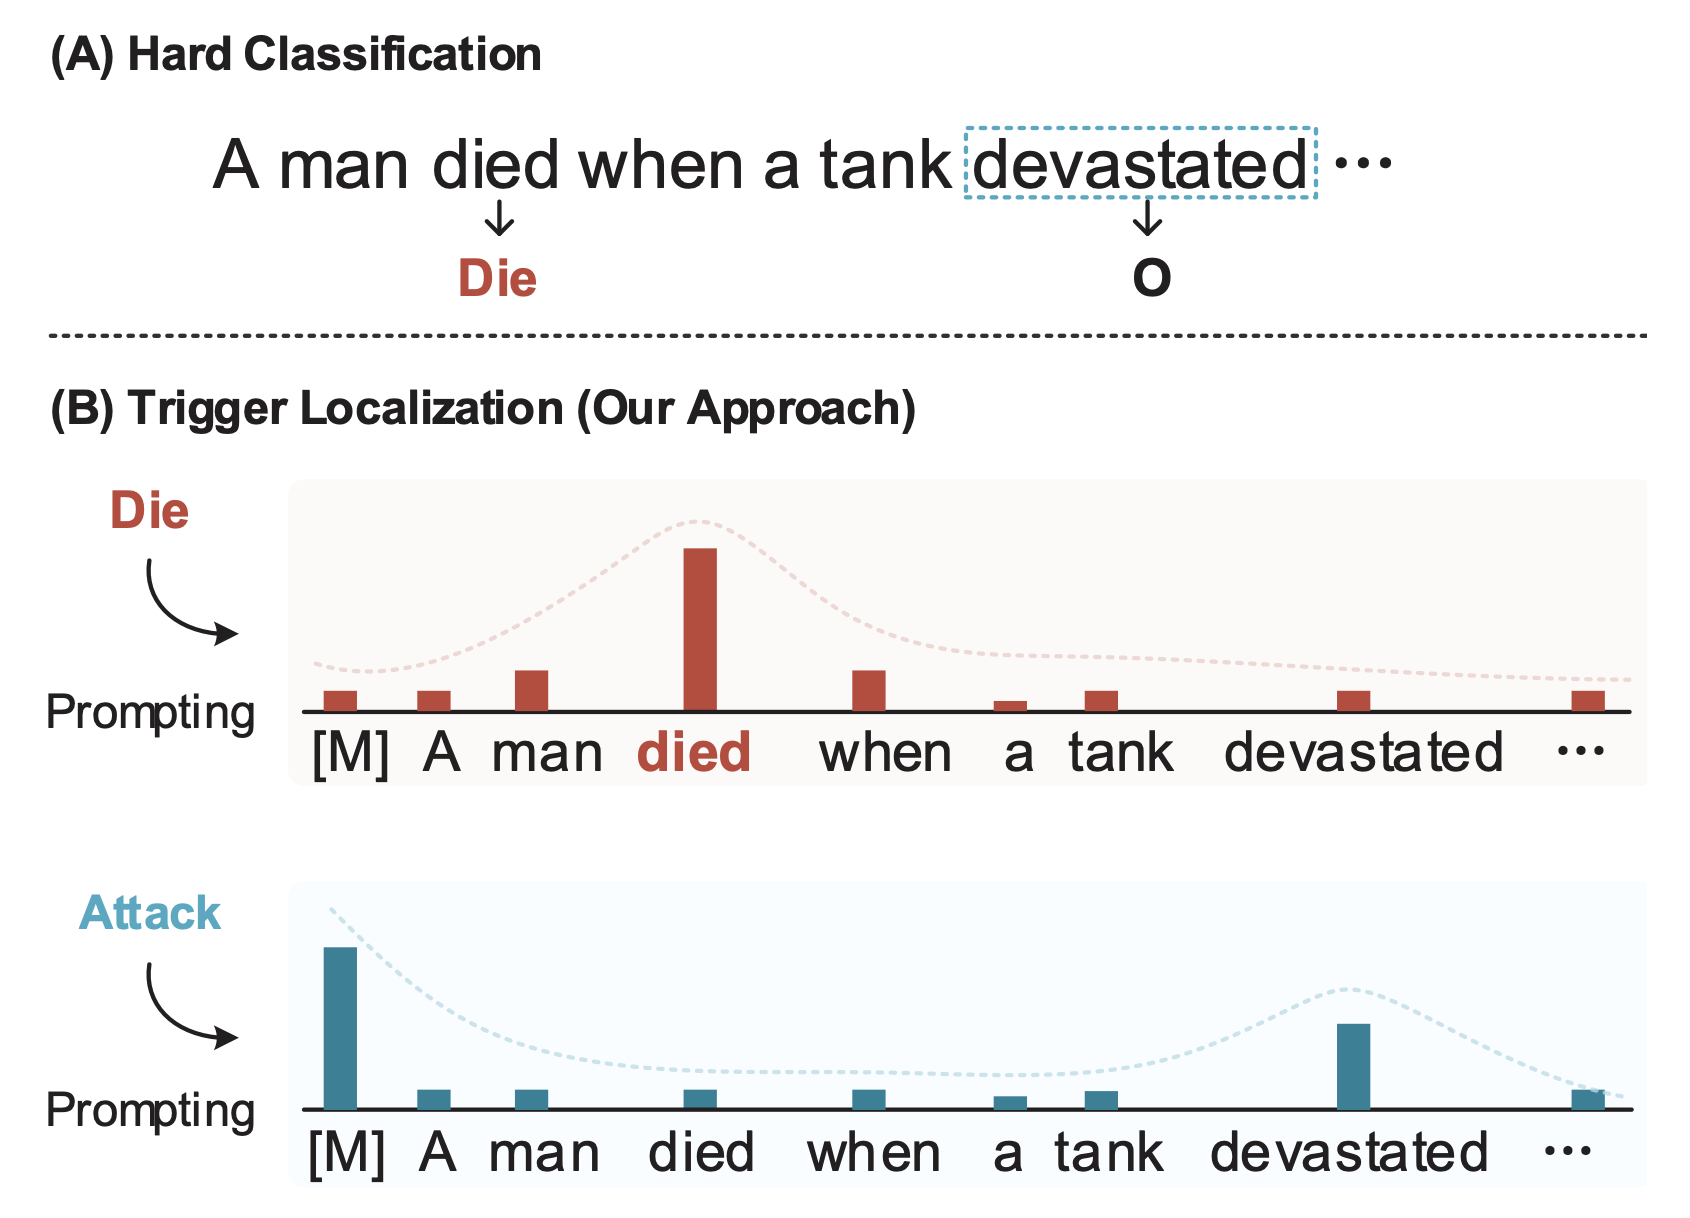 (A) Hard Classification
A man died when a tank devastated ···
Die O
(B) Trigger Localization (Our Approach)
Die
Prompting
[M] A man died when a tank devastated ···
Attack
Prompting
[M] A man died when a tank devastated ···